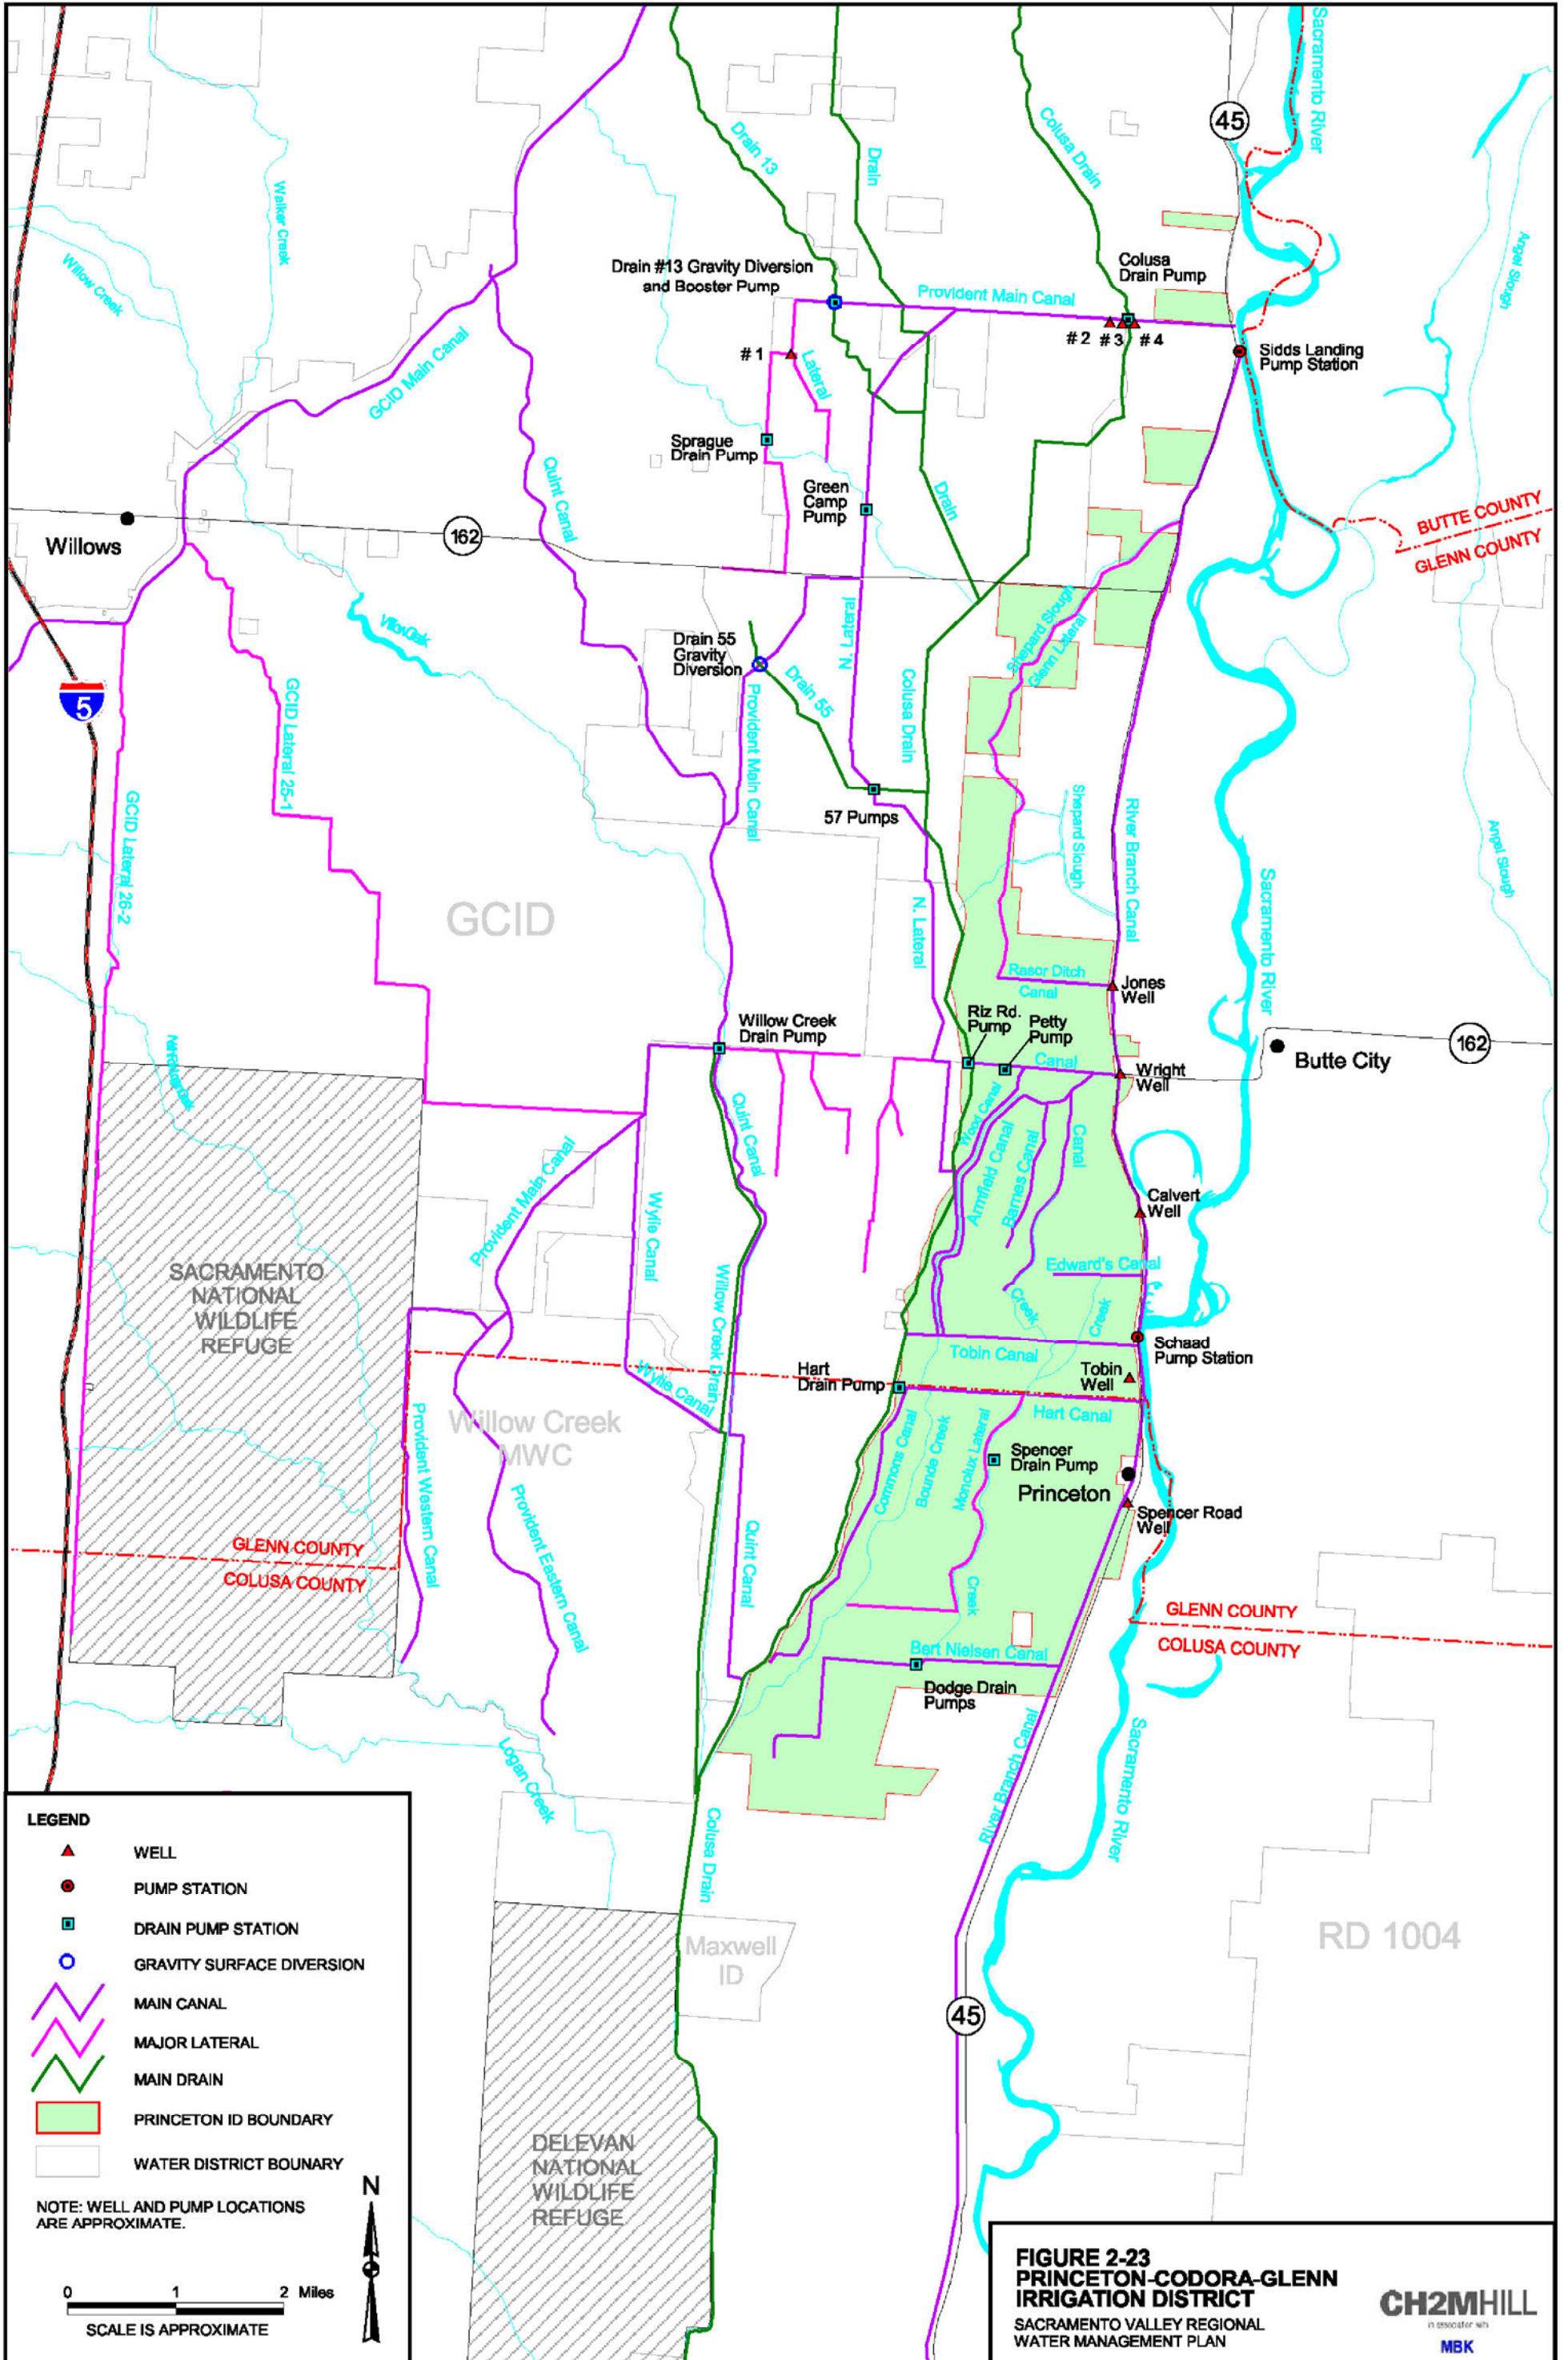 Sacramento River
45
Drain 13
Drain
Colusa Drain
Walker Creek
Willow Creek
Angel Slough
Drain #13 Gravity Diversion
and Booster Pump
Colusa
Drain Pump
Provident Main Canal
#2 #3 #4
#1
Lateral
Sidds Landing
Pump Station
GCID Main Canal
Sprague
Drain Pump
Quint Canal
Green
Camp
Pump
Drain
BUTTE COUNTY
GLENN COUNTY
Willows
162
Shepard Slough
Glenn Lateral
N. Lateral
Drain 55
Gravity
Diversion
Drain 55
Colusa Drain
Provident Main Canal
5
GCID Lateral 25-1
GCID Lateral 26-2
57 Pumps
Shepard Slough
River Branch Canal
Angel Slough
Sacramento River
GCID
N. Lateral
Rasor Ditch
Canal
Jones
Well
Riz Rd.
Pump
Petty
Pump
Canal
Willow Creek
Drain Pump
Wright
Well
Butte City
162
Quint Canal
Wood Canal
Armfield Canal
Barnes Canal
Canal
Provident Main Canal
Wylie Canal
Calvert
Well
Edward's Canal
Creek
Creek
SACRAMENTO
NATIONAL
WILDLIFE
REFUGE
Willow Creek Drain
Schaad
Pump Station
Tobin Canal
Tobin
Well
Hart
Drain Pump
Wylie Canal
Hart Canal
Willow Creek
MWC
Provident Western Canal
Commons Canal
Bounde Creek
Monolux Lateral
Spencer
Drain Pump
Princeton
Spencer Road
Well
Provident Eastern Canal
Quint Canal
Creek
GLENN COUNTY
COLUSA COUNTY
GLENN COUNTY
COLUSA COUNTY
Bert Nielsen Canal
Dodge Drain
Pumps
River Branch Canal
Sacramento River
Logan Creek
Colusa Drain
Maxwell
ID
RD 1004
45
DELEVAN
NATIONAL
WILDLIFE
REFUGE
LEGEND
WELL
PUMP STATION
DRAIN PUMP STATION
GRAVITY SURFACE DIVERSION
MAIN CANAL
MAJOR LATERAL
MAIN DRAIN
PRINCETON ID BOUNDARY
WATER DISTRICT BOUNARY
NOTE: WELL AND PUMP LOCATIONS
ARE APPROXIMATE.
N
0 1 2 Miles
SCALE IS APPROXIMATE
FIGURE 2-23
PRINCETON-CODORA-GLENN
IRRIGATION DISTRICT
SACRAMENTO VALLEY REGIONAL
WATER MANAGEMENT PLAN
CH2MHILL
MBK